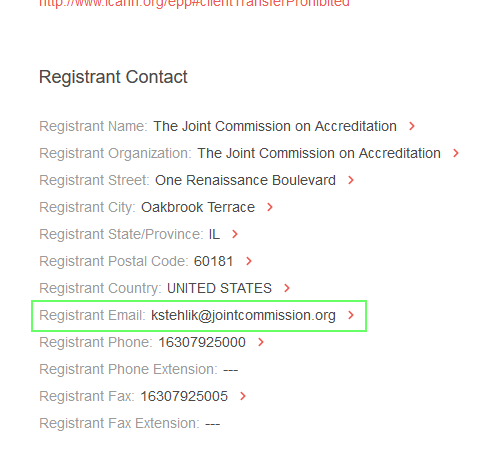 http://www.icann.org/epp#clientTransferProhibited
Registrant Contact
Registrant Name: The Joint Commission on Accreditation
Registrant Organization: The Joint Commission on Accreditation
Registrant Street: One Renaissance Boulevard
Registrant City: Oakbrook Terrace
Registrant State/Province: IL
Registrant Postal Code: 60181
Registrant Country: UNITED STATES
Registrant Email: kstehlik@jointcommission.org
Registrant Phone: 16307925000
Registrant Phone Extension: ---
Registrant Fax: 16307925005
Registrant Fax Extension: ---